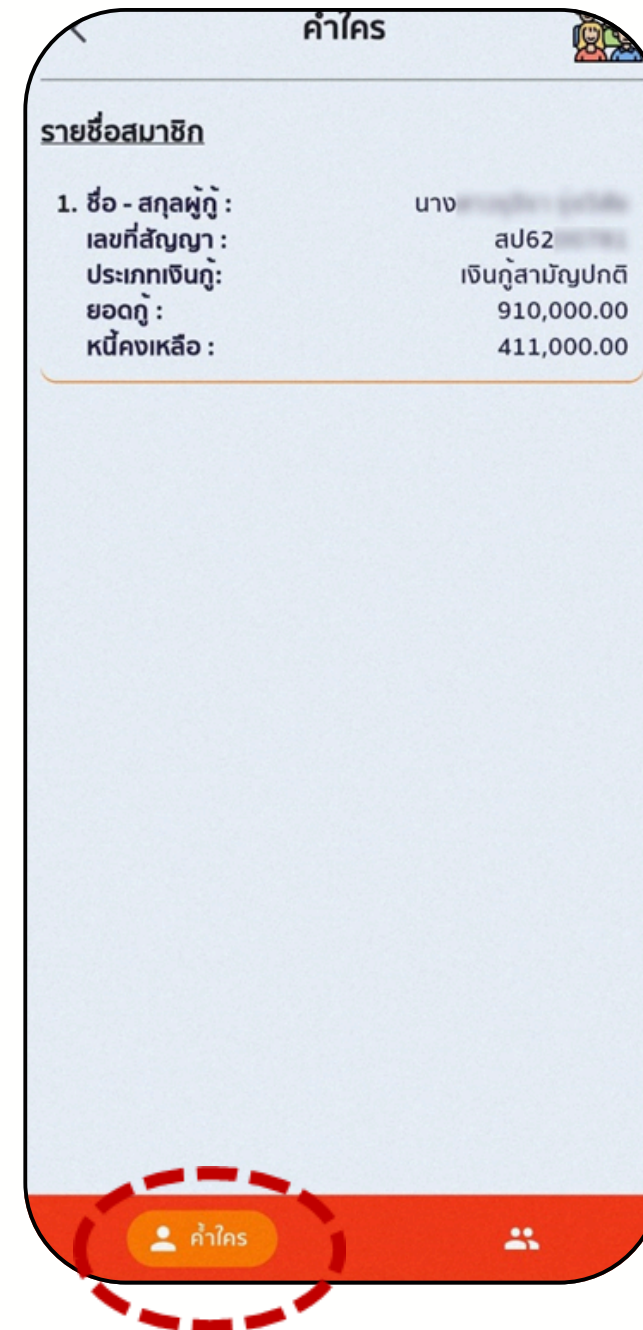 ค้ำใคร
รายชื่อสมาชิก
1. ชื่อ - สกุลผู้กู้ : นาง
เลขที่สัญญา : สป62
ประเภทเงินกู้: เงินกู้สามัญปกติ
ยอดกู้ : 910,000.00
หนี้คงเหลือ : 411,000.00
ค้ำใคร